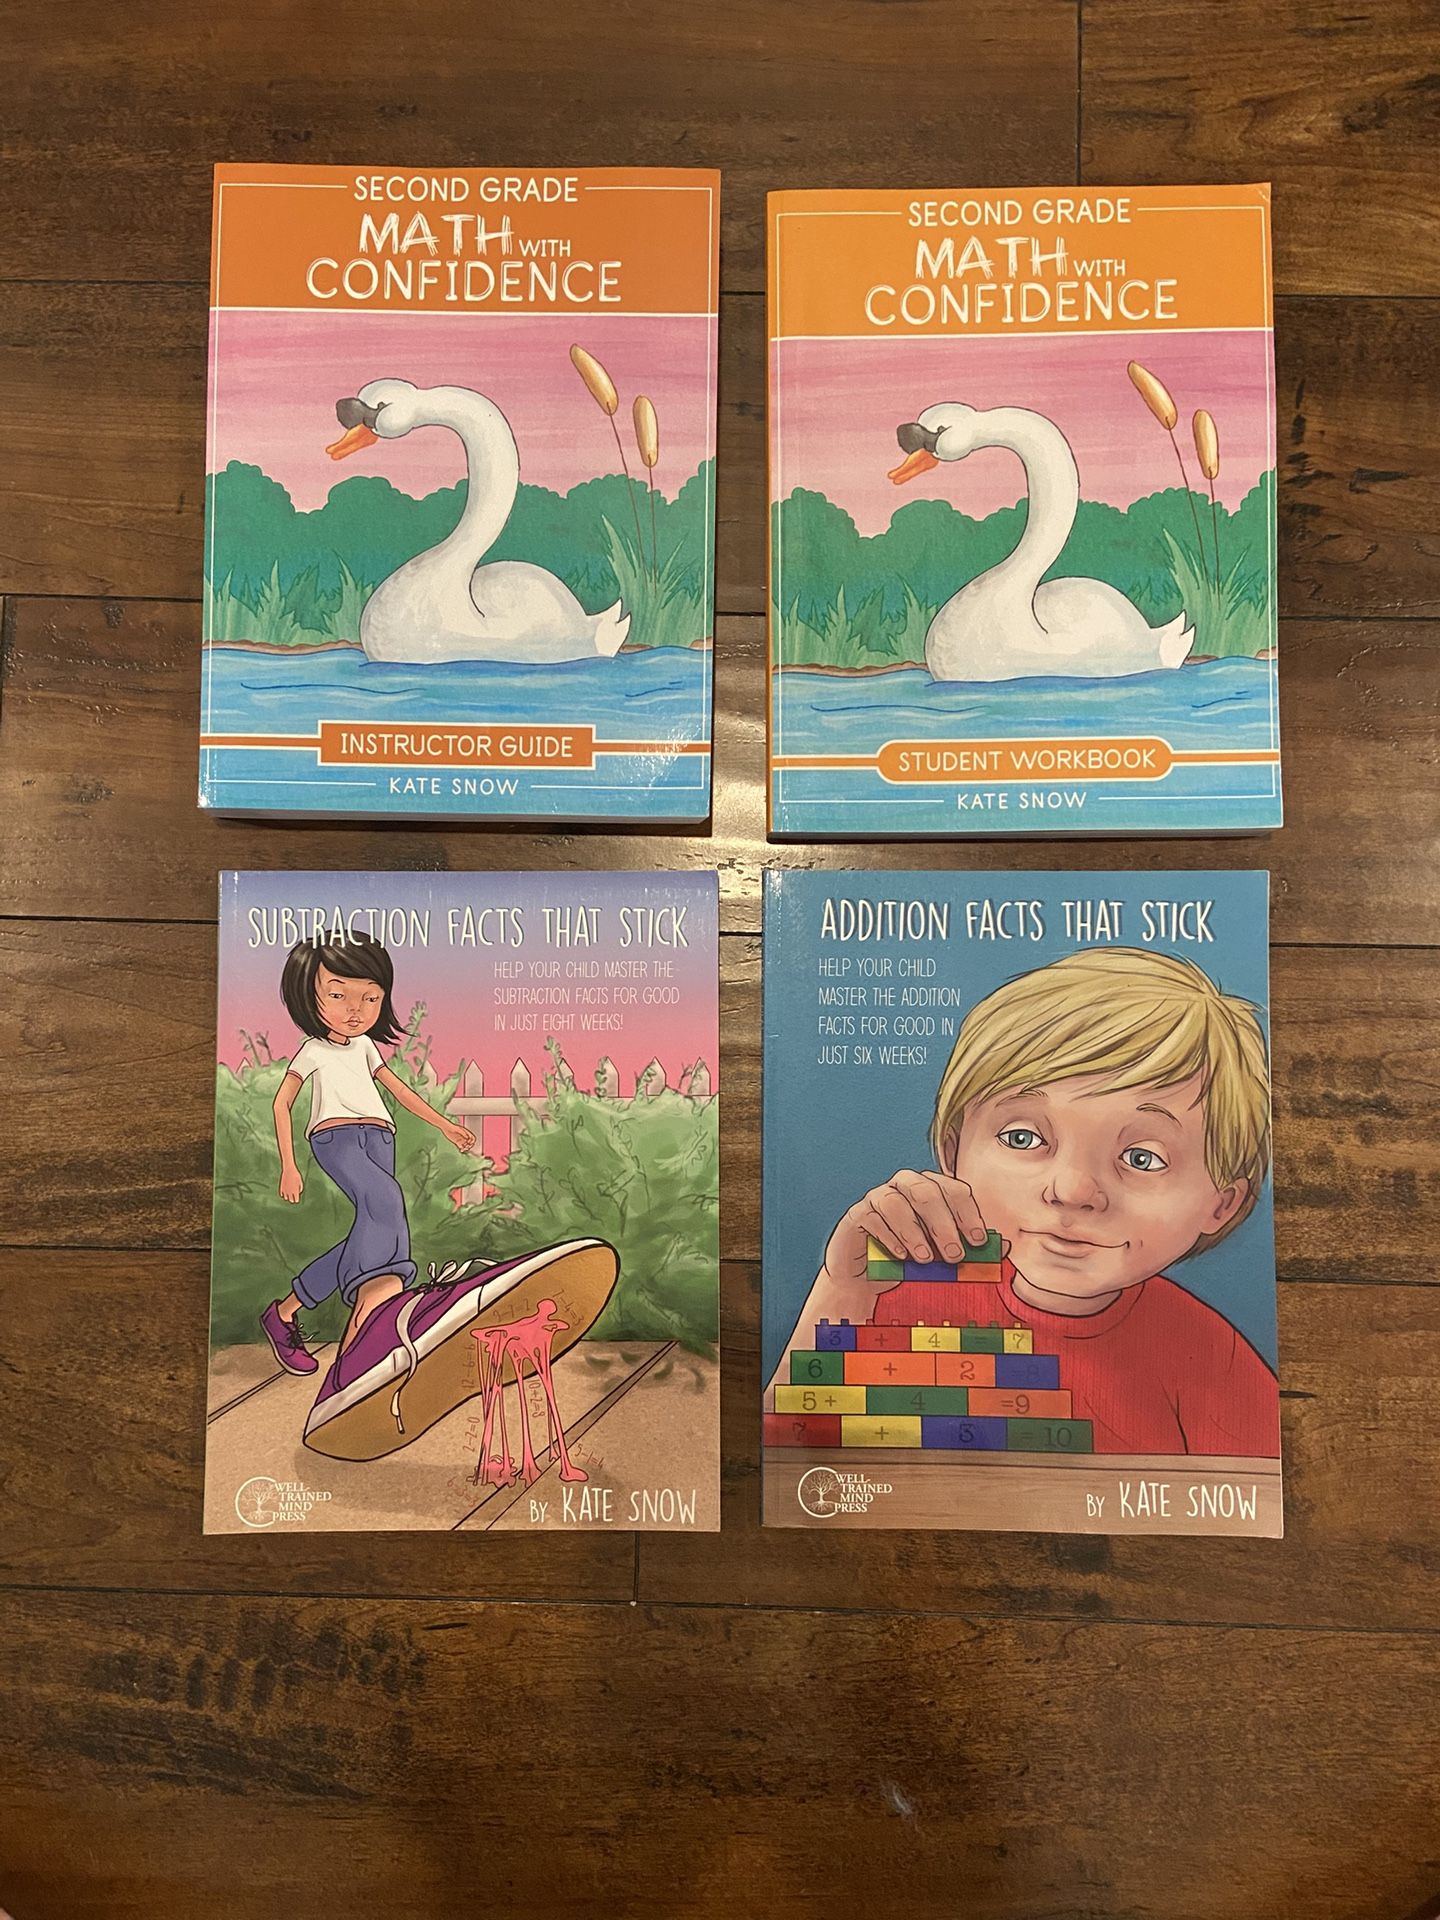 SECOND GRADE
MATH WITH
CONFIDENCE
INSTRUCTOR GUIDE
KATE SNOW
SECOND GRADE
MATH WITH
CONFIDENCE
STUDENT WORKBOOK
KATE SNOW
SUBTRACTION FACTS THAT STICK
HELP YOUR CHILD MASTER THE
SUBTRACTION FACTS FOR GOOD
IN JUST EIGHT WEEKS!
WELL-
TRAINED
MIND
PRESS
BY KATE SNOW
ADDITION FACTS THAT STICK
HELP YOUR CHILD
MASTER THE ADDITION
FACTS FOR GOOD IN
JUST SIX WEEKS!
3 + 4 = 7
6 + 2 =8
5 + 4 =9
7 + 3 = 10
WELL-
TRAINED
MIND
PRESS
BY KATE SNOW